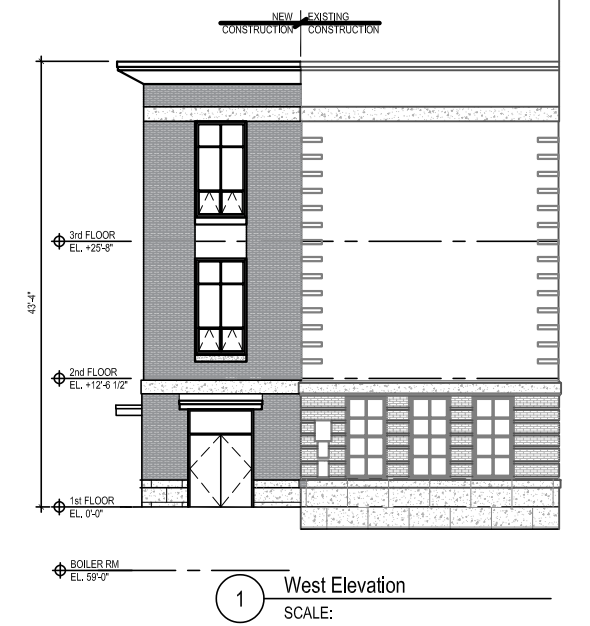 NEW EXISTING
CONSTRUCTION CONSTRUCTION
3rd FLOOR
EL. +25'-8"
43'-4"
2nd FLOOR
EL. +12'-6 1/2"
1st FLOOR
EL. 0'-0"
BOILER RM
EL. 59'-0"
1 West Elevation
SCALE: